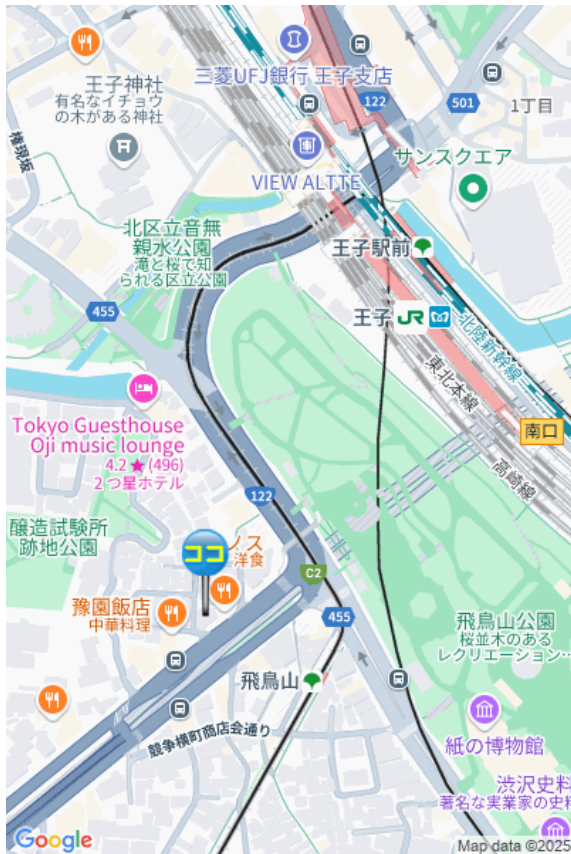 三菱UFJ銀行 王子支店
王子神社
有名なイチョウ
の木がある神社
122
501
1丁目
権現坂
サンスクエア
VIEW ALTTE
北区立音無
親水公園
滝と桜で知
られる区立公園
王子駅前
455
王子
JR
北陸新幹線
東北本線
南口
高崎線
Tokyo Guesthouse
Oji music lounge
4.2★(496)
2 つ星ホテル
122
醸造試験所
跡地公園
ココ
ノス
洋食
C2
豫園飯店
中華料理
455
飛鳥山公園
桜並木のある
レクリエーション…
飛鳥山
紙の博物館
競争横町商店会通り
渋沢史料
著名な実業家の史料
Google
Map data ©2025